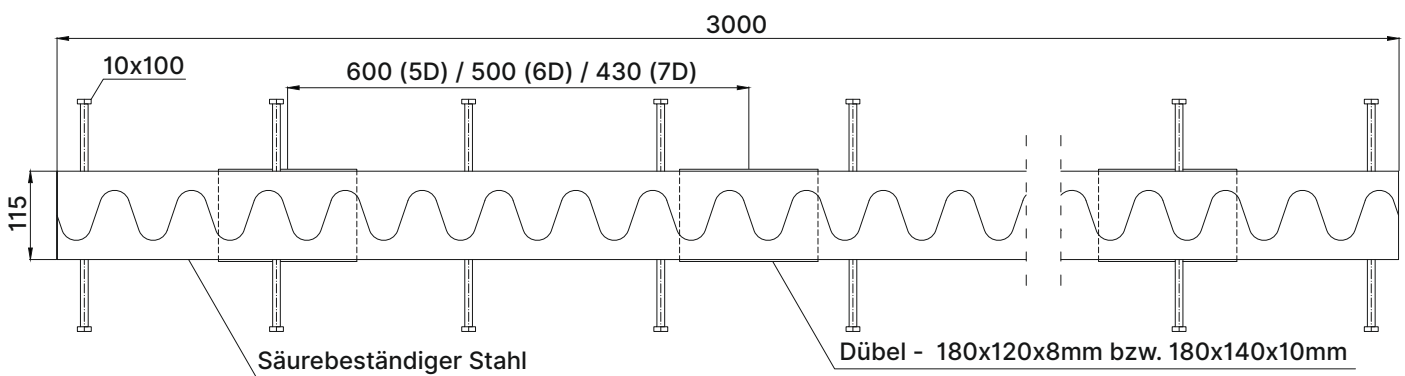 3000
10x100
600 (5D) / 500 (6D) / 430 (7D)
115
Säurebeständiger Stahl
Dübel - 180x120x8mm bzw. 180x140x10mm